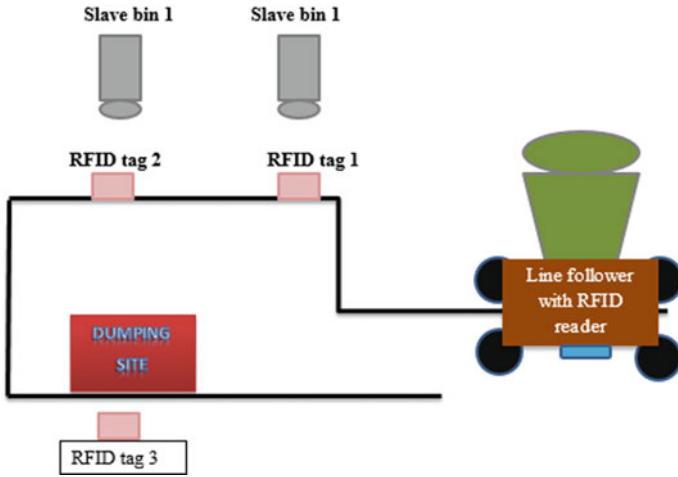 Slave bin 1
Slave bin 1
RFID tag 2
RFID tag 1
Line follower
with RFID
reader
DUMPING
SITE
RFID tag 3